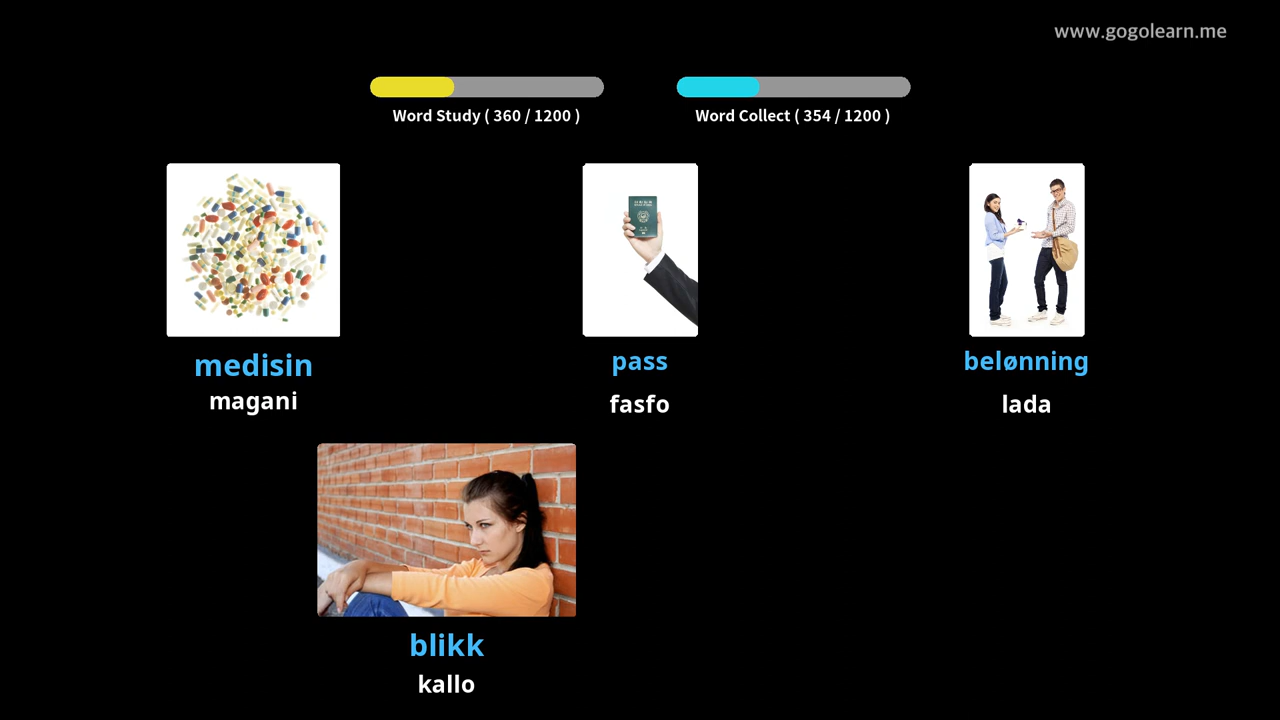 www.gogolearn.me
Word Study ( 360 / 1200 )
Word Collect ( 354 / 1200 )
medisin
magani
pass
fasfo
belønning
lada
blikk
kallo